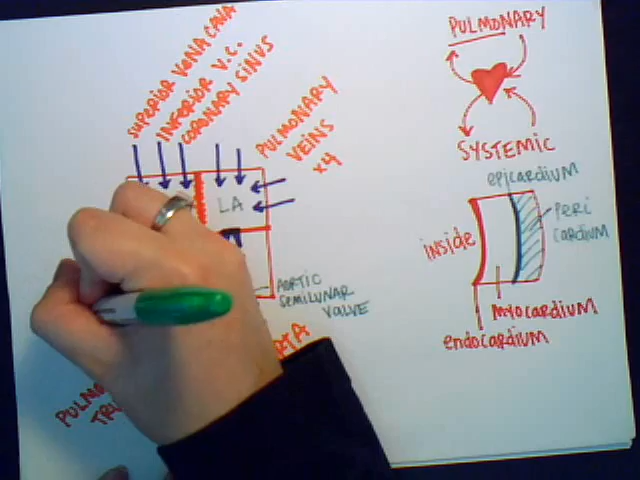 SUPERIOR VENA CAVA
INFERIOR V.C.
CORONARY SINUS
PULMONARY
VEINS
x4
LA
AORTIC
SEMILUNAR
VALVE
PULMONARY
SYSTEMIC
epicardium
PERI
CARDIUM
inside
myocardium
endocardium